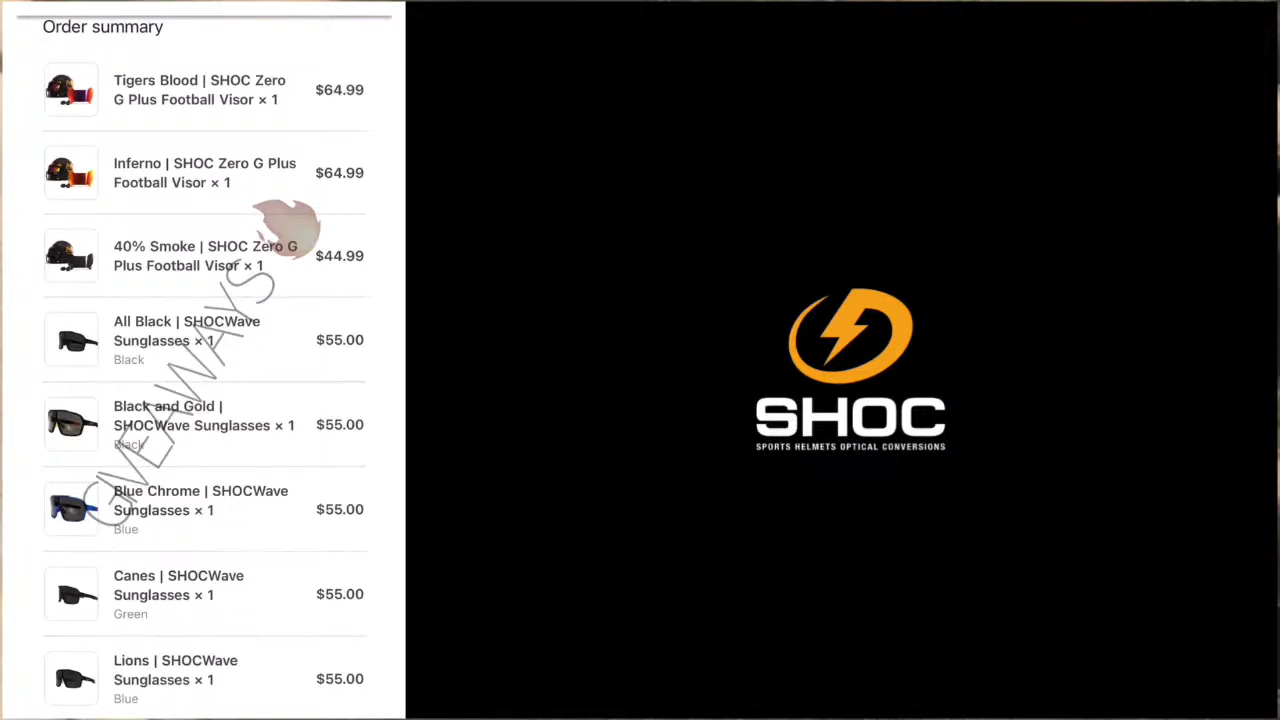 Order summary
Tigers Blood | SHOC Zero
G Plus Football Visor × 1
$64.99
Inferno | SHOC Zero G Plus
Football Visor × 1
$64.99
40% Smoke | SHOC Zero G
Plus Football Visor × 1
$44.99
All Black | SHOCWave
Sunglasses × 1
Black
$55.00
Black and Gold |
SHOCWave Sunglasses × 1
Black
$55.00
Blue Chrome | SHOCWave
Sunglasses × 1
Blue
$55.00
Canes | SHOCWave
Sunglasses × 1
Green
$55.00
Lions | SHOCWave
Sunglasses × 1
Blue
$55.00
GIVEAWAYS
SHOC
SPORTS HELMETS OPTICAL CONVERSIONS